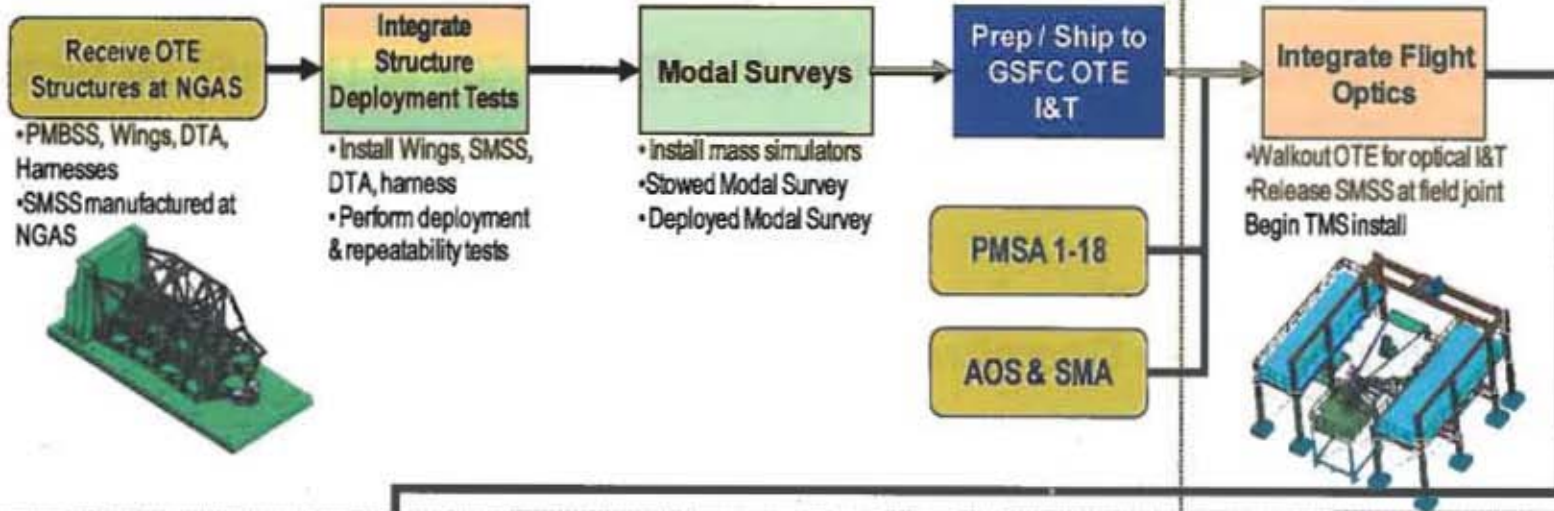 Receive OTE
Structures at NGAS
•PMBSS, Wings, DTA,
Harnesses
•SMSS manufactured at
NGAS
Integrate
Structure
Deployment Tests
•Install Wings, SMSS,
DTA, harness
•Perform deployment
& repeatability tests
Modal Surveys
•Install mass simulators
•Stowed Modal Survey
•Deployed Modal Survey
Prep / Ship to
GSFC OTE
I&T
PMSA 1-18
AOS & SMA
Integrate Flight
Optics
•Walkout OTE for optical I&T
•Release SMSS at field joint
Begin TMS install